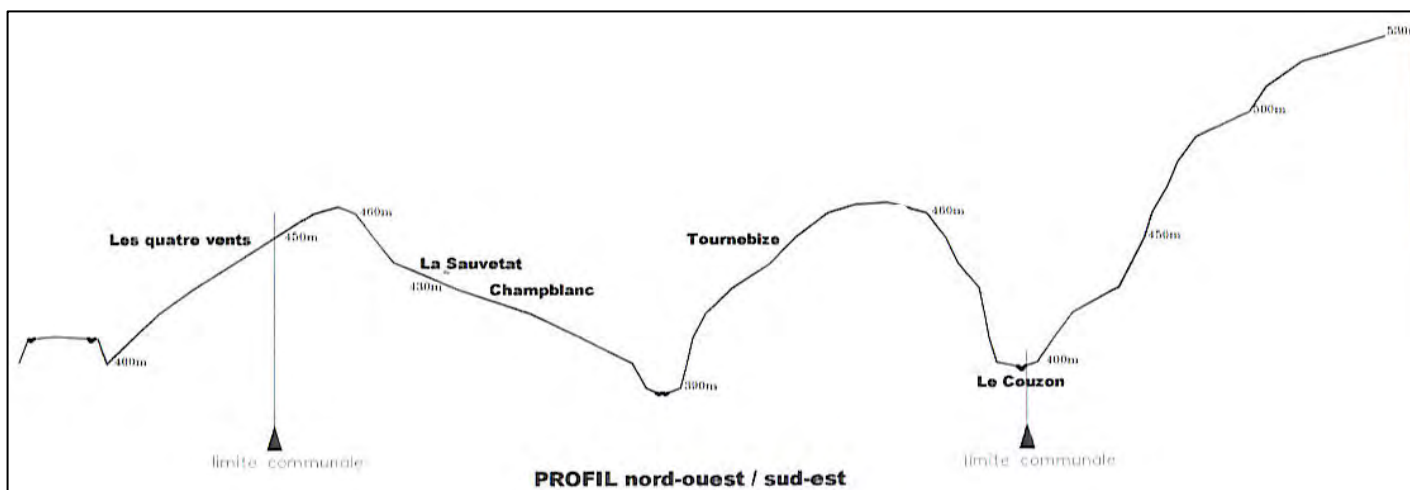 530m
500m
460m
460m
Les quatre vents
450m
Tournebize
450m
La Sauvetat
430m
Champblanc
400m
390m
400m
Le Couzon
limite communale
limite communale
PROFIL nord-ouest / sud-est